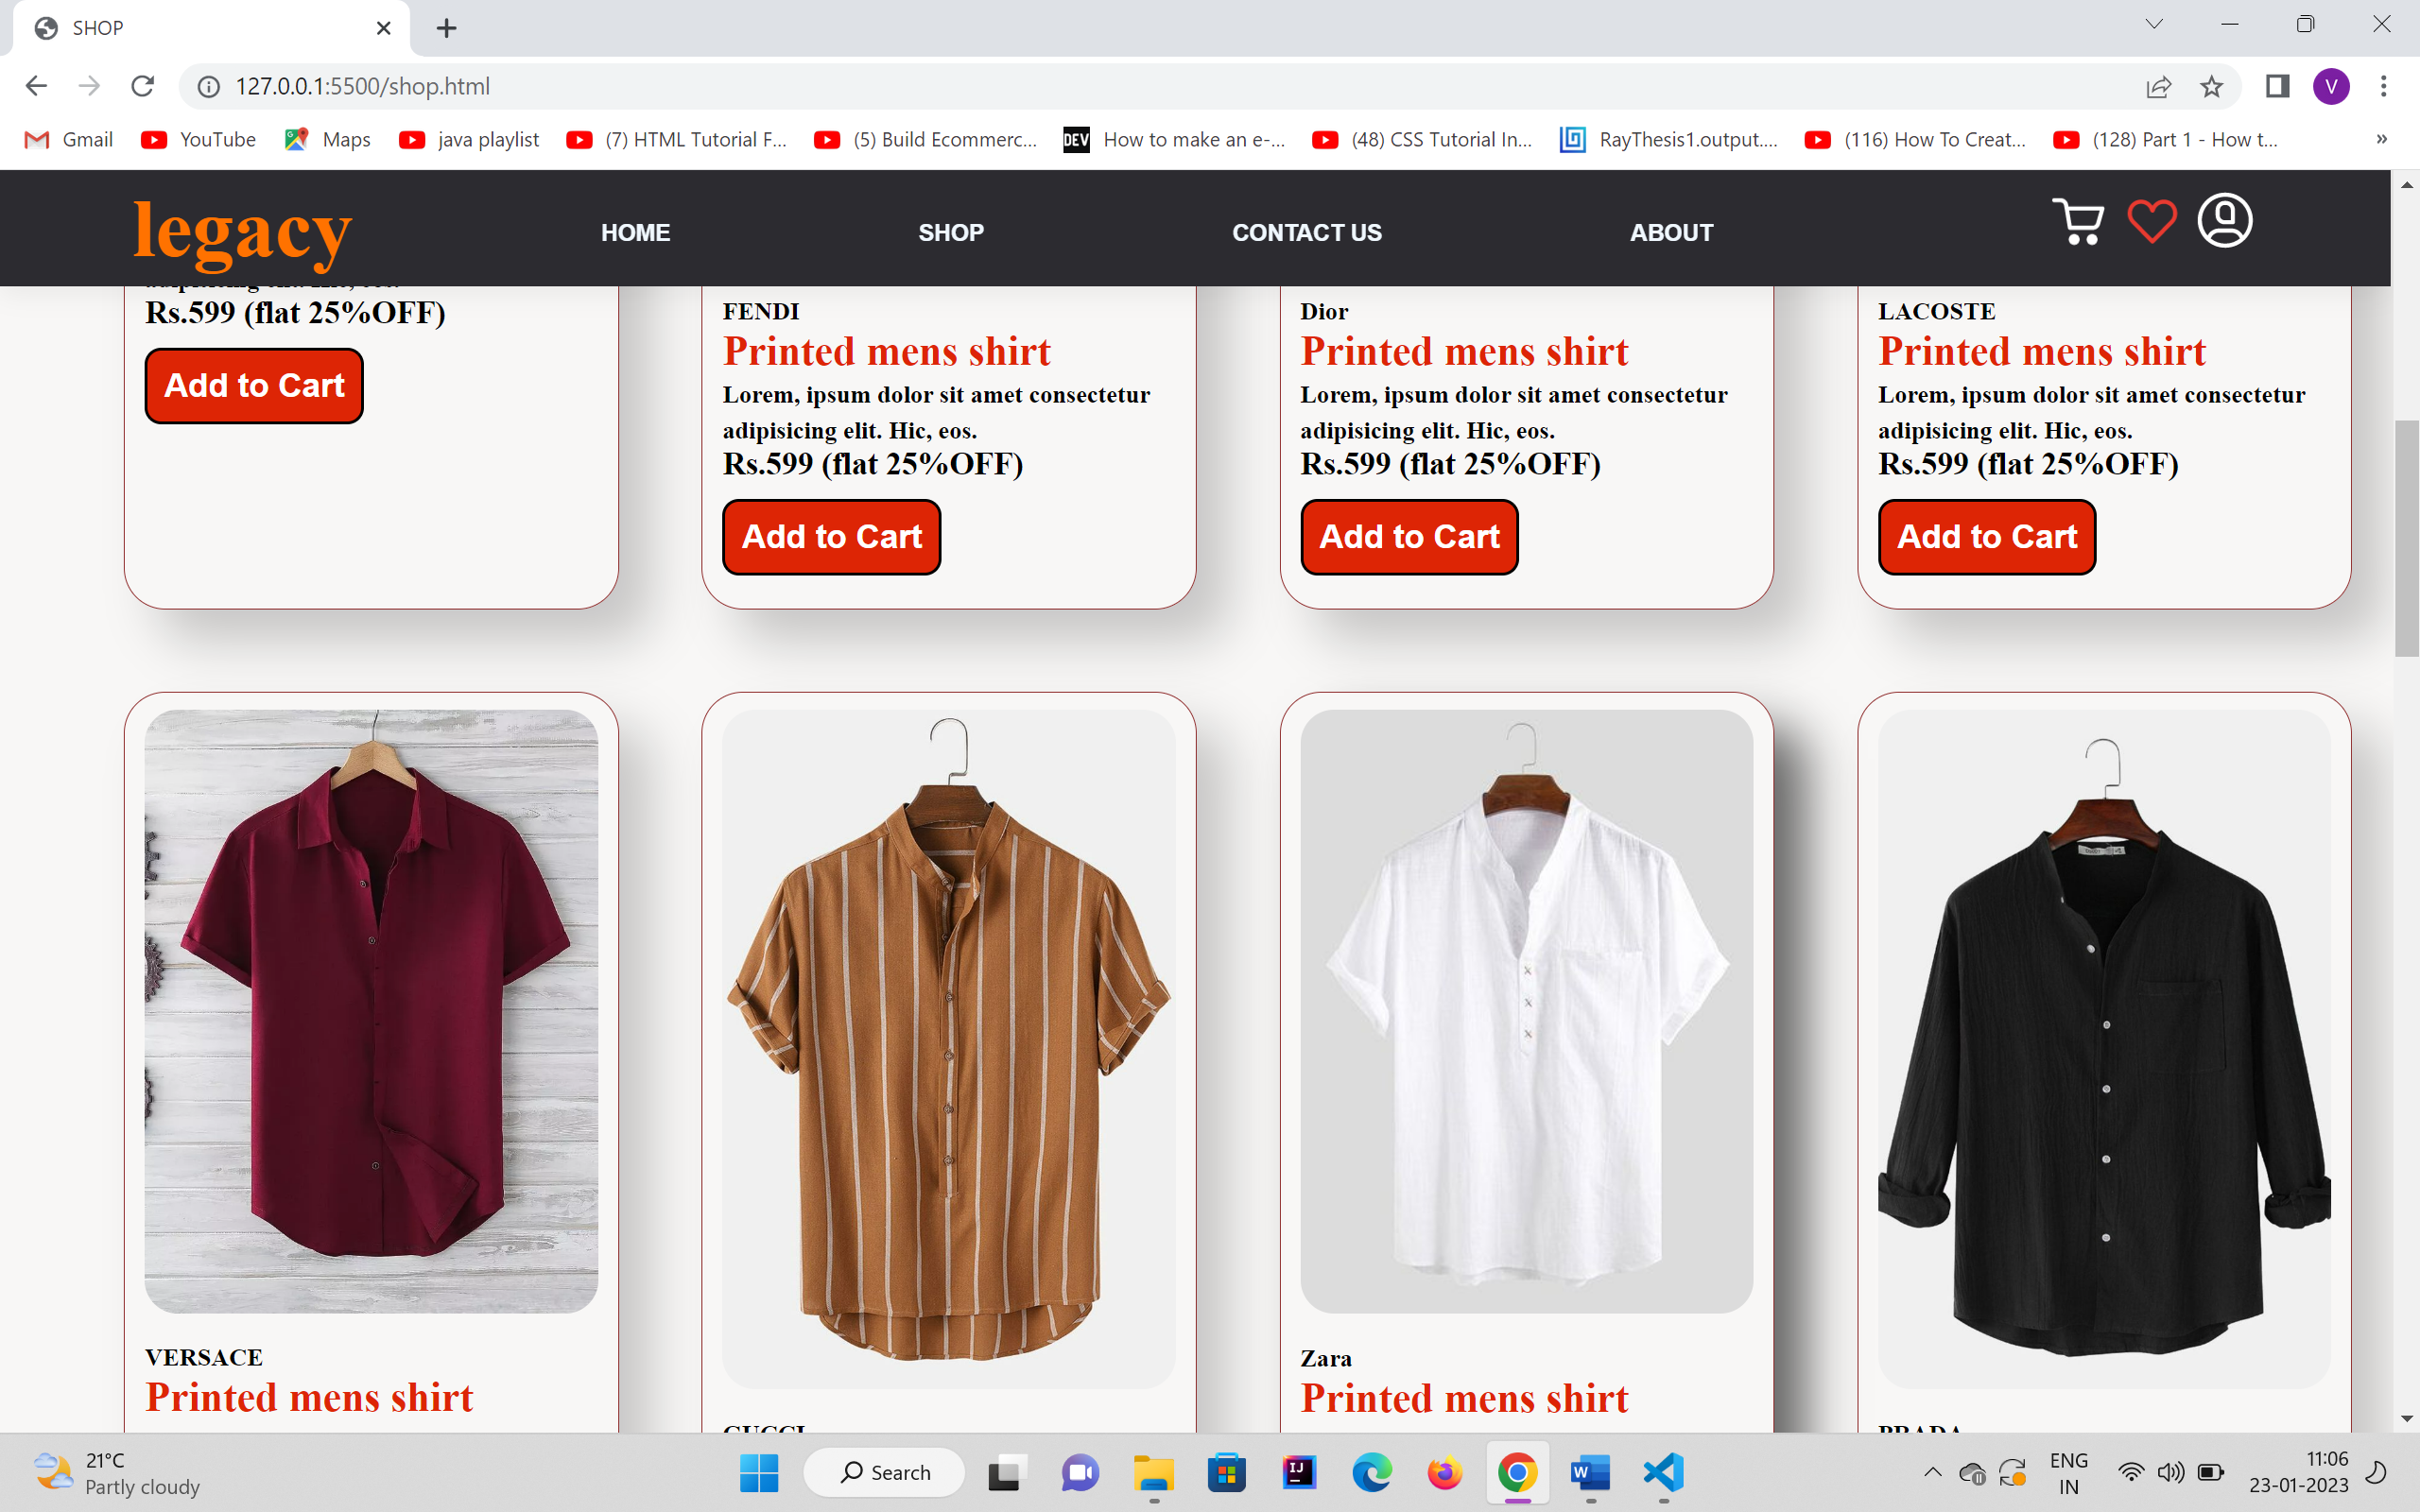 SHOP
127.0.0.1:5500/shop.html
Gmail YouTube Maps java playlist (7) HTML Tutorial F... (5) Build Ecommerc... DEV How to make an e-... (48) CSS Tutorial In... RayThesis1.output.... (116) How To Creat... (128) Part 1 - How t... »
V
legacy HOME SHOP CONTACT US ABOUT
Rs.599 (flat 25%OFF)
Add to Cart
FENDI
Printed mens shirt
Lorem, ipsum dolor sit amet consectetur
adipisicing elit. Hic, eos.
Rs.599 (flat 25%OFF)
Add to Cart
Dior
Printed mens shirt
Lorem, ipsum dolor sit amet consectetur
adipisicing elit. Hic, eos.
Rs.599 (flat 25%OFF)
Add to Cart
LACOSTE
Printed mens shirt
Lorem, ipsum dolor sit amet consectetur
adipisicing elit. Hic, eos.
Rs.599 (flat 25%OFF)
Add to Cart
VERSACE
Printed mens shirt
GUCCI
Zara
Printed mens shirt
PRADA
21°C
Partly cloudy
Search
IJ
W
ENG
IN
11:06
23-01-2023